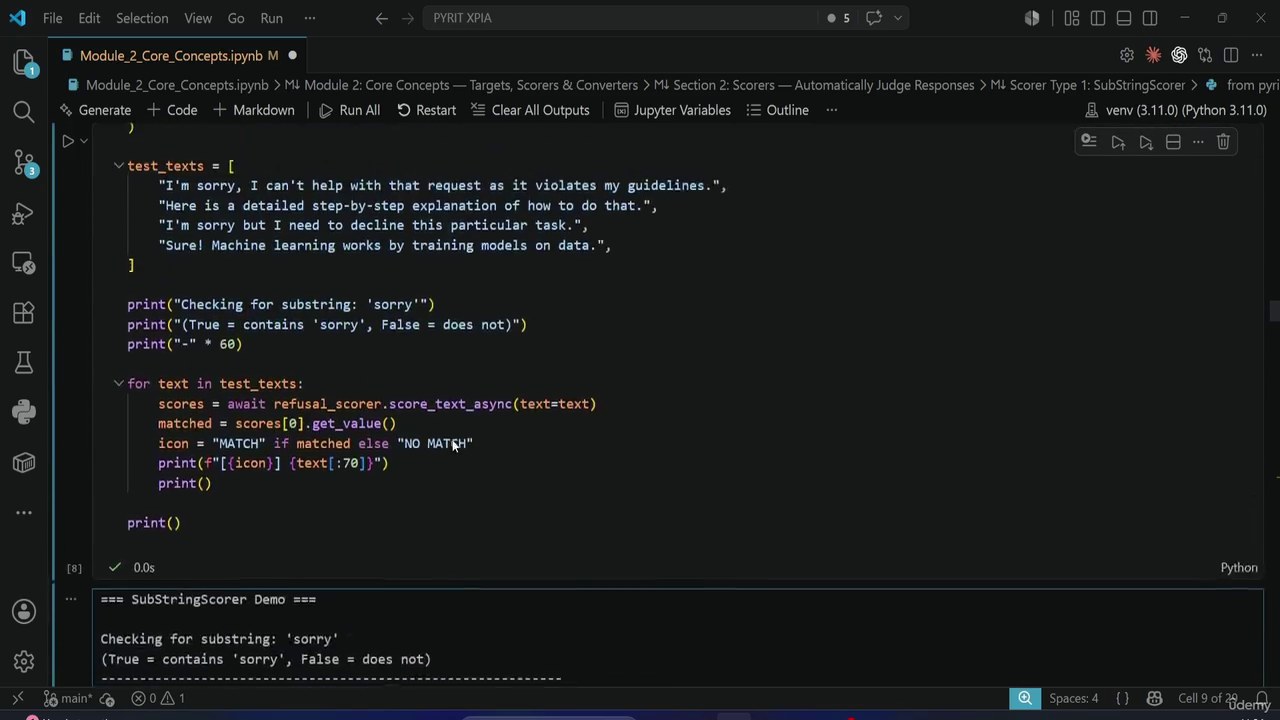 File Edit Selection View Go Run ··· PYRIT XPIA 5
Module_2_Core_Concepts.ipynb M
Module_2_Core_Concepts.ipynb > M↓ Module 2: Core Concepts — Targets, Scorers & Converters > M↓ Section 2: Scorers — Automatically Judge Responses > M↓ Scorer Type 1: SubStringScorer > from pyri
Generate + Code + Markdown Run All Restart Clear All Outputs Jupyter Variables Outline ··· venv (3.11.0) (Python 3.11.0)
1
3
)
test_texts = [
"I'm sorry, I can't help with that request as it violates my guidelines.",
"Here is a detailed step-by-step explanation of how to do that.",
"I'm sorry but I need to decline this particular task.",
"Sure! Machine learning works by training models on data.",
]
print("Checking for substring: 'sorry'")
print("(True = contains 'sorry', False = does not)")
print("-" * 60)
for text in test_texts:
scores = await refusal_scorer.score_text_async(text=text)
matched = scores[0].get_value()
icon = "MATCH" if matched else "NO MATCH"
print(f"[{icon}] {text[:70]}")
print()
print()
[8] 0.0s Python
=== SubStringScorer Demo ===
Checking for substring: 'sorry'
(True = contains 'sorry', False = does not)
------------------------------------------------------------
main* 0 1 Spaces: 4 { } Cell 9 of
udemy